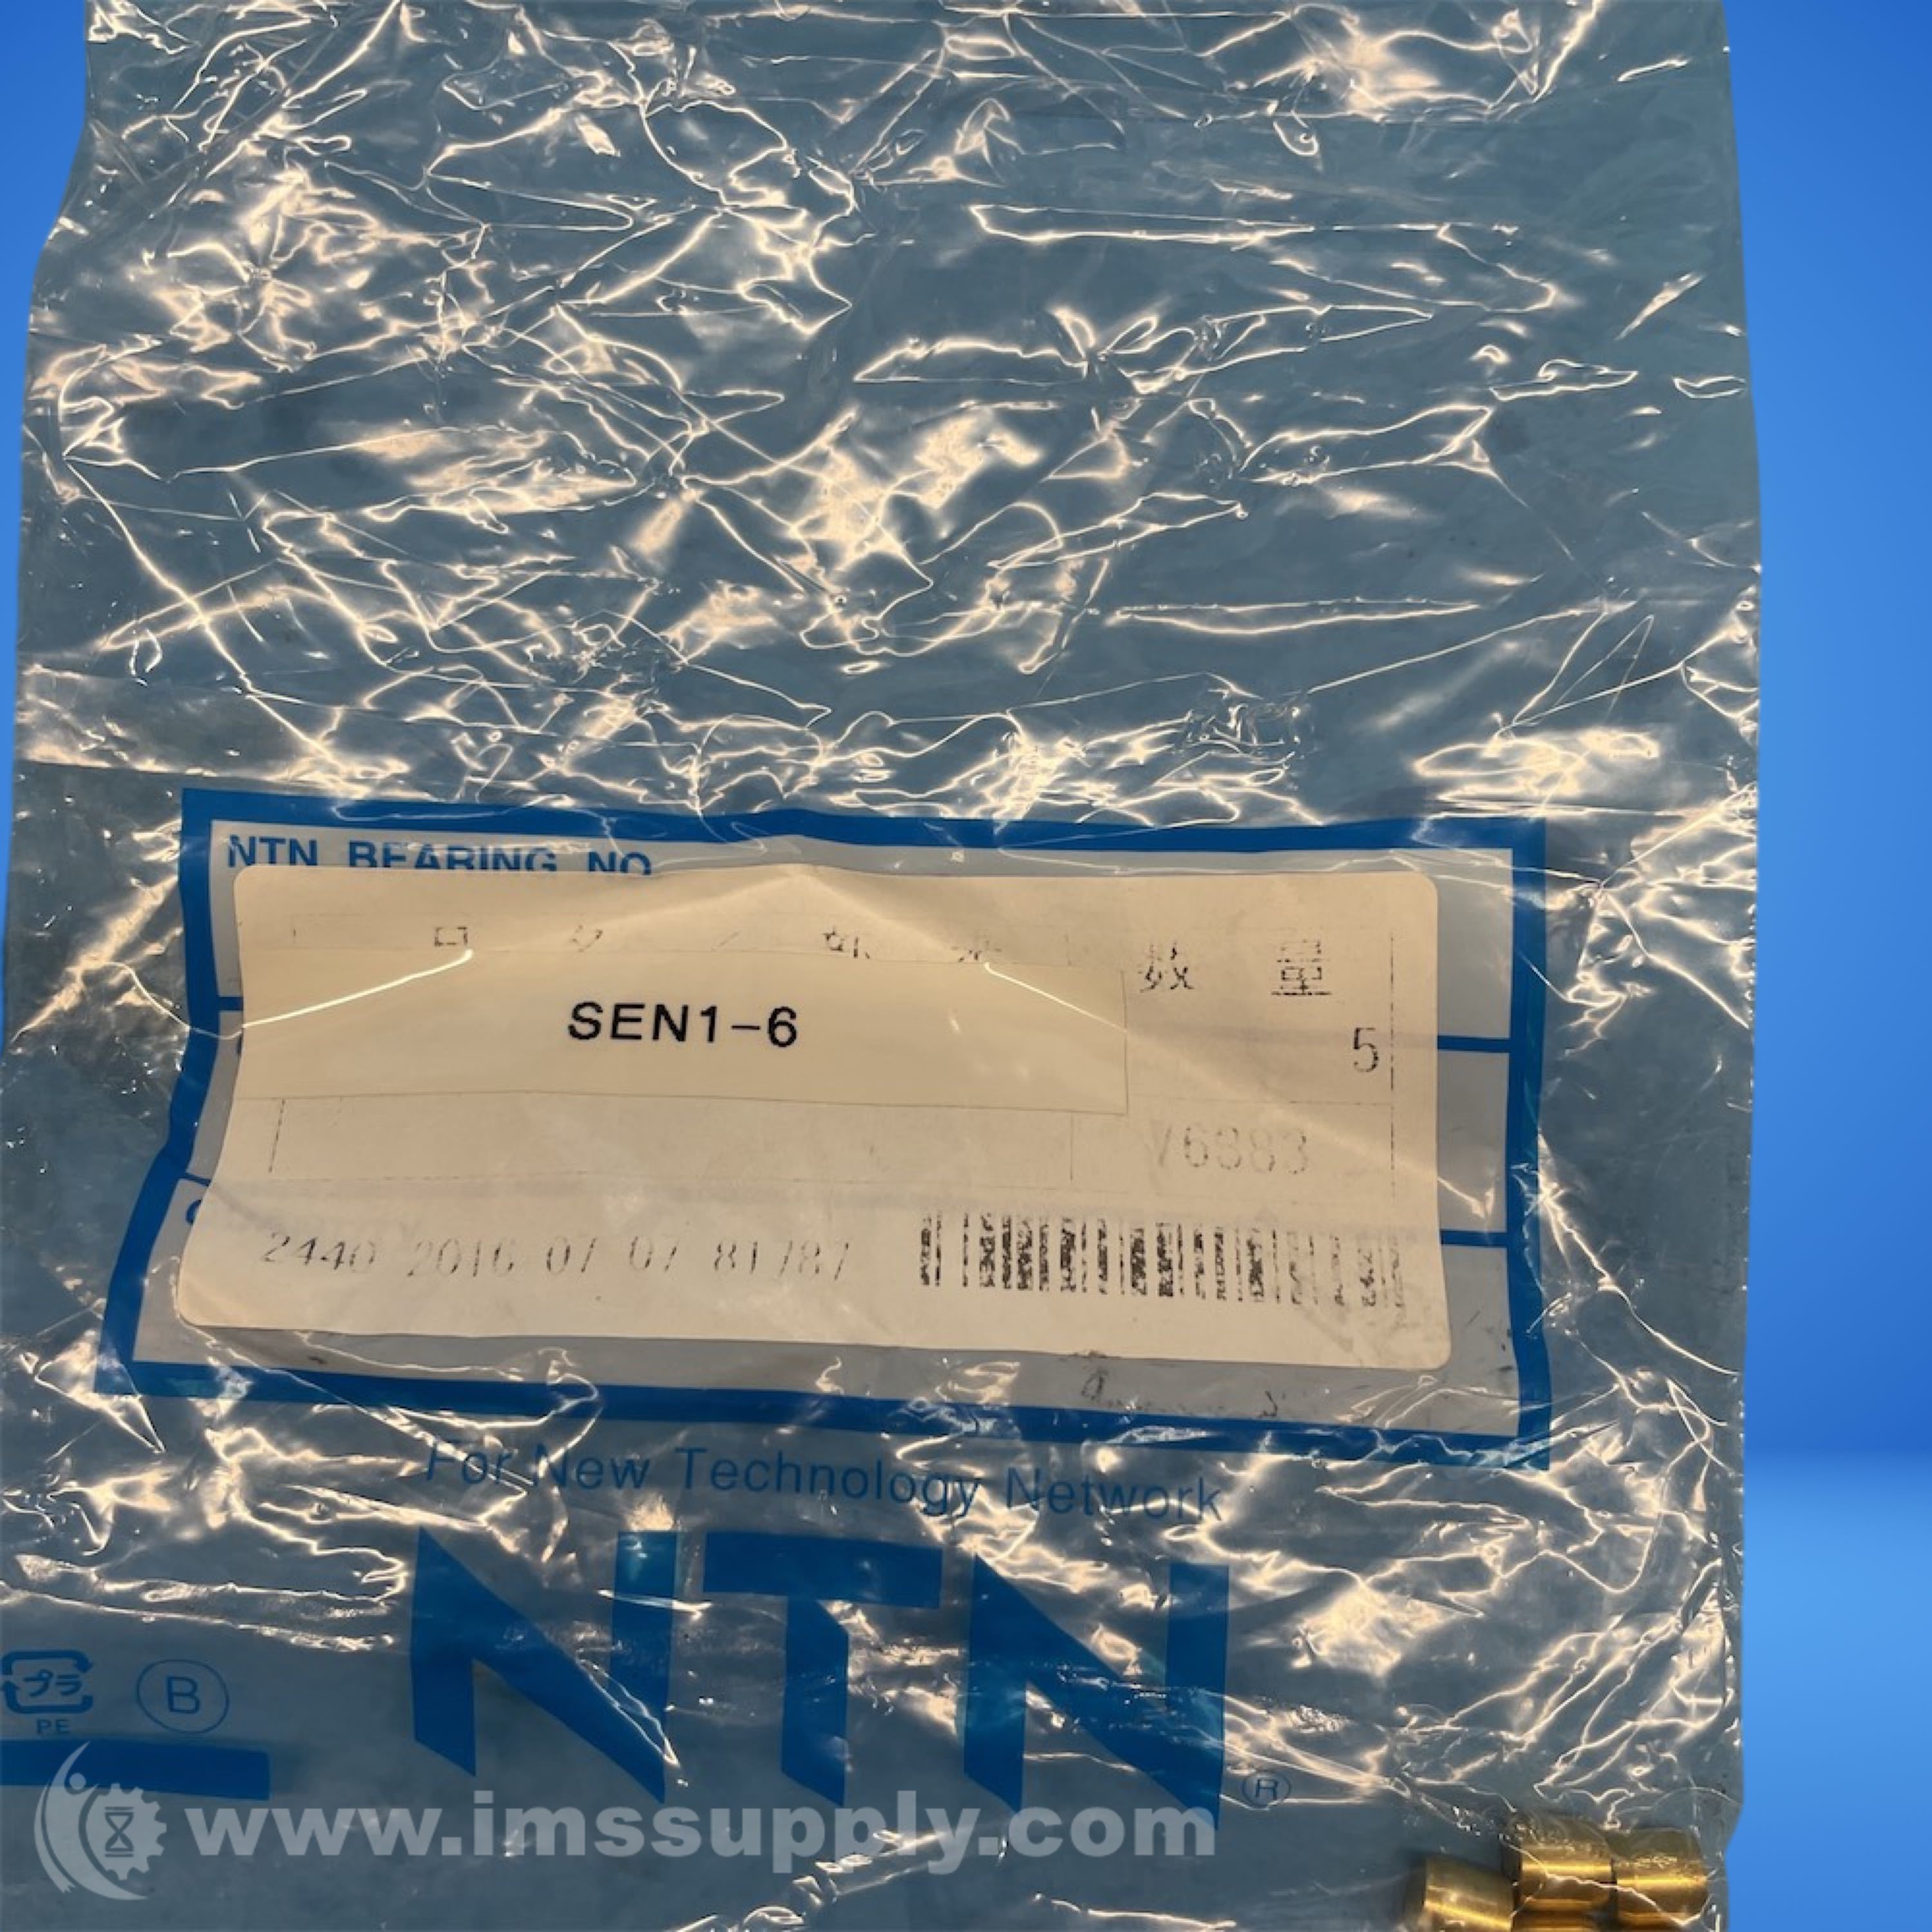 NTN BEARING NO
数 量
SEN1-6
5
V6883
2440 2016 07 07 81787
For New Technology Network
NTN
®
プラ
PE
B
www.imssupply.com